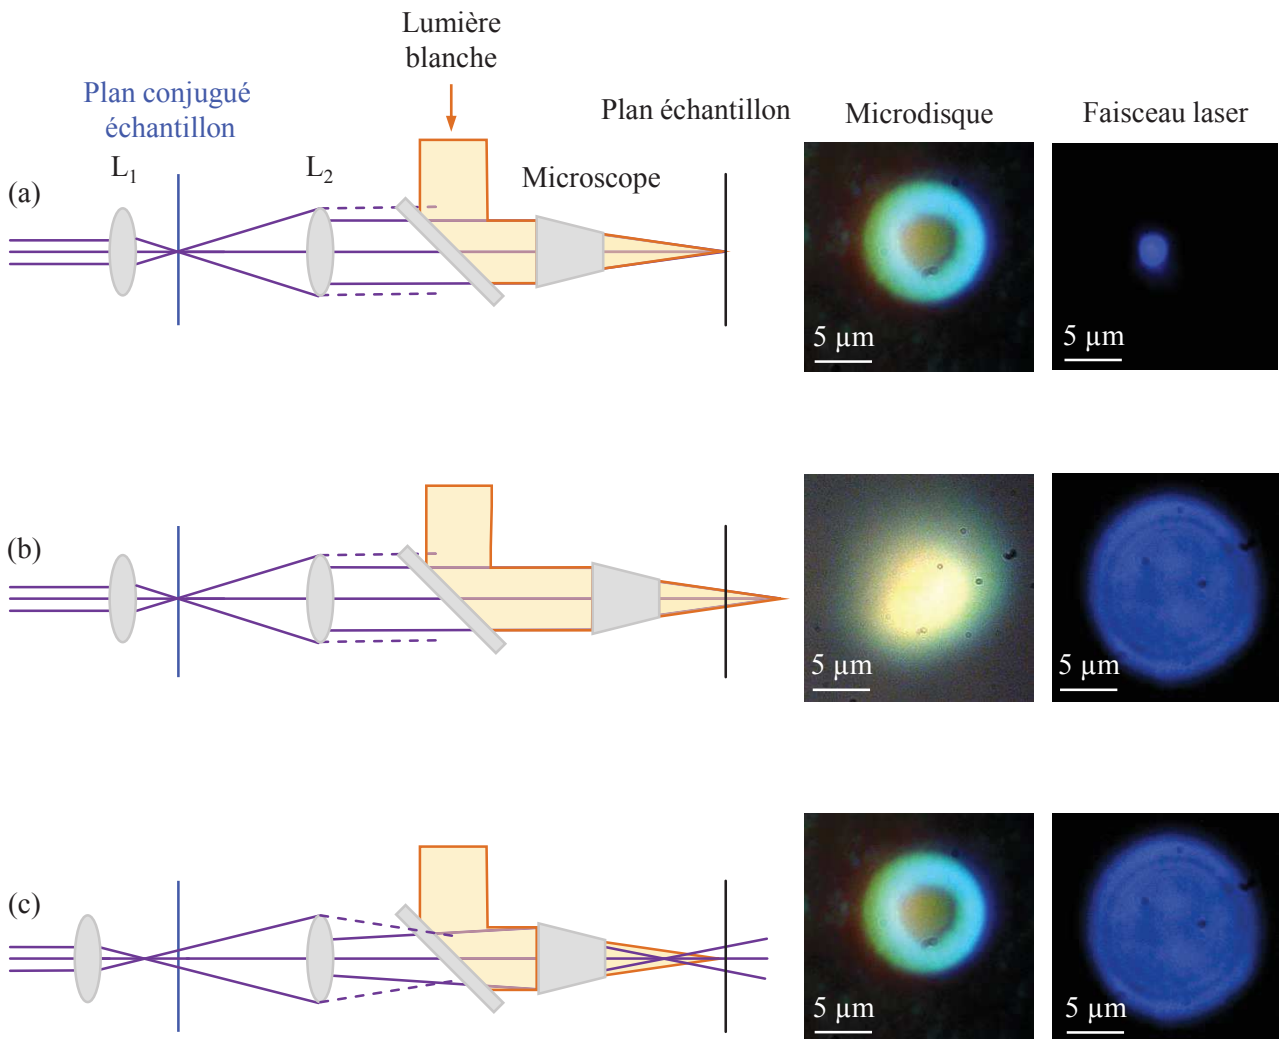 Lumière
blanche
Plan conjugué
échantillon
Plan échantillon
Microdisque
Faisceau laser
(a)
L1
L2
Microscope
5 µm
5 µm
(b)
5 µm
5 µm
(c)
5 µm
5 µm